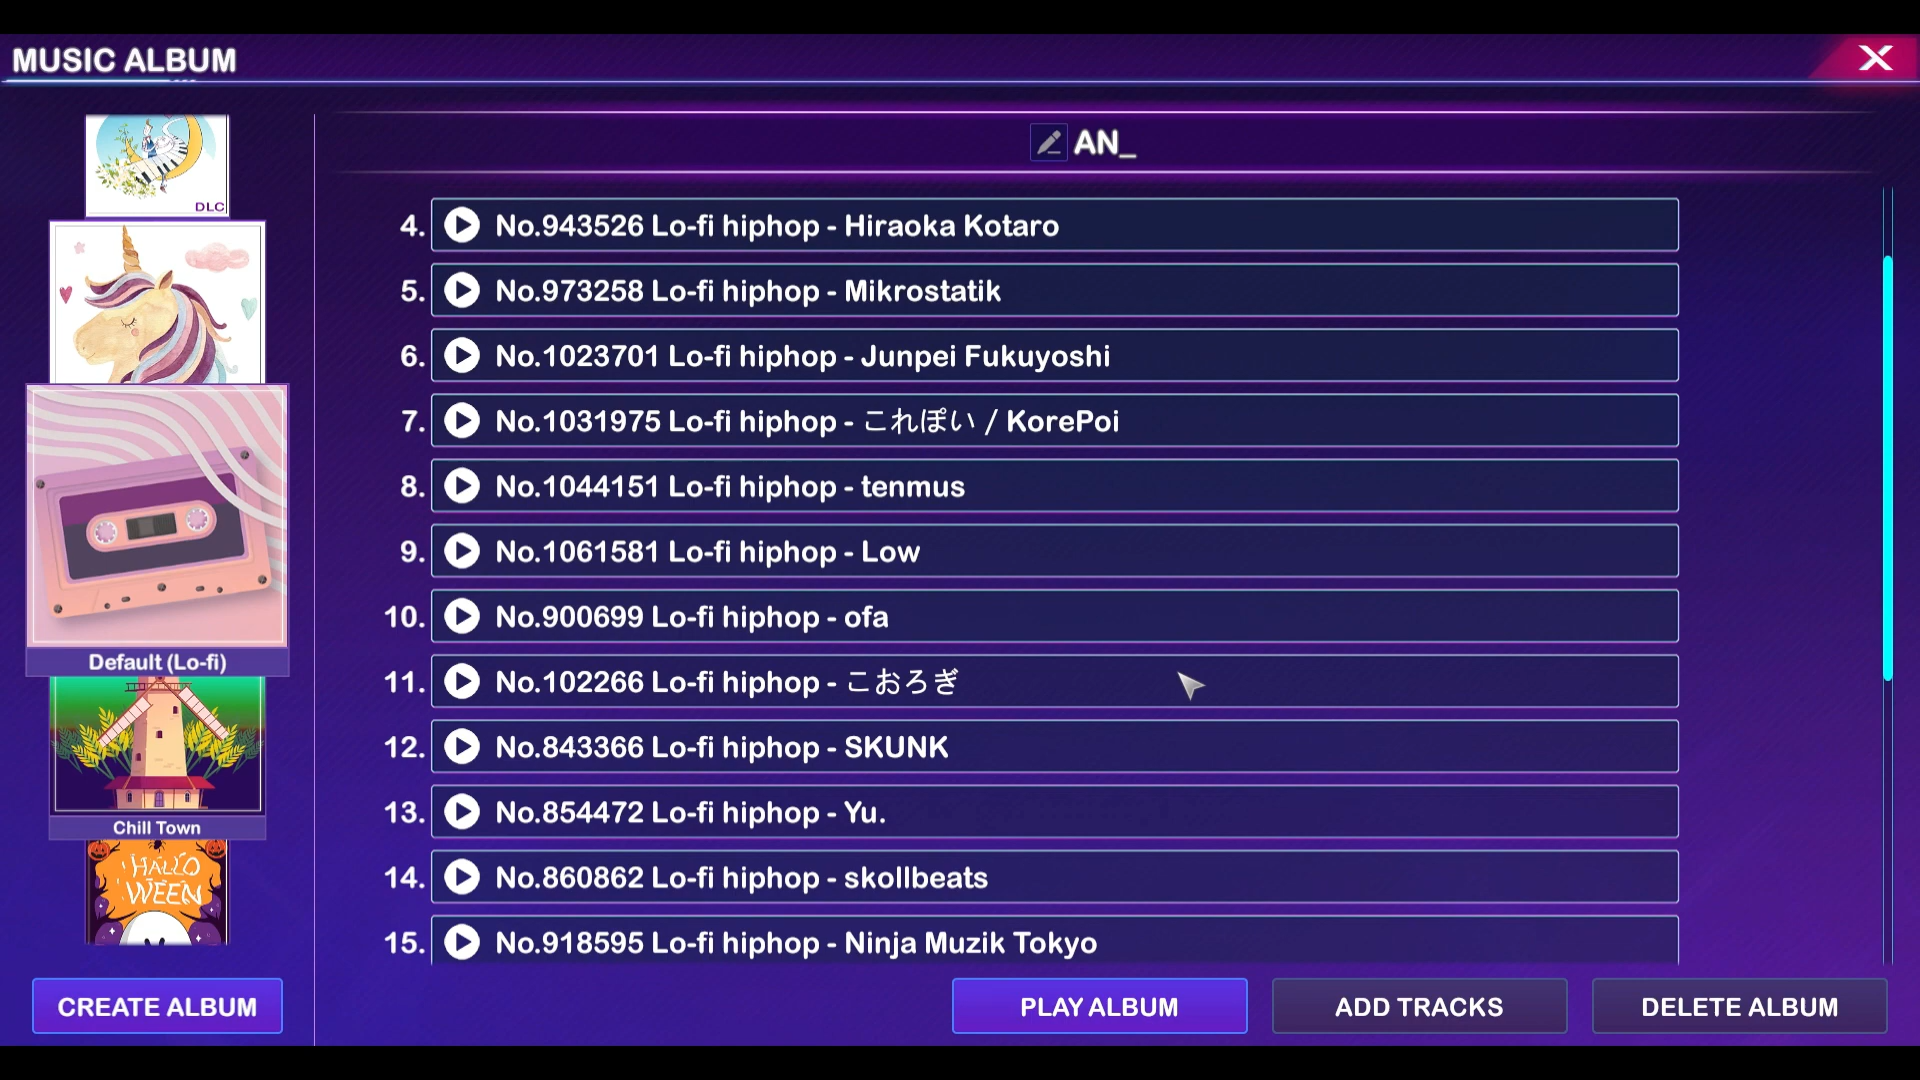 MUSIC ALBUM
AN_
DLC
Default (Lo-fi)
Chill Town
HALLO
WEEN
CREATE ALBUM
4. No.943526 Lo-fi hiphop - Hiraoka Kotaro
5. No.973258 Lo-fi hiphop - Mikrostatik
6. No.1023701 Lo-fi hiphop - Junpei Fukuyoshi
7. No.1031975 Lo-fi hiphop - これぽい / KorePoi
8. No.1044151 Lo-fi hiphop - tenmus
9. No.1061581 Lo-fi hiphop - Low
10. No.900699 Lo-fi hiphop - ofa
11. No.102266 Lo-fi hiphop - こおろぎ
12. No.843366 Lo-fi hiphop - SKUNK
13. No.854472 Lo-fi hiphop - Yu.
14. No.860862 Lo-fi hiphop - skollbeats
15. No.918595 Lo-fi hiphop - Ninja Muzik Tokyo
PLAY ALBUM
ADD TRACKS
DELETE ALBUM